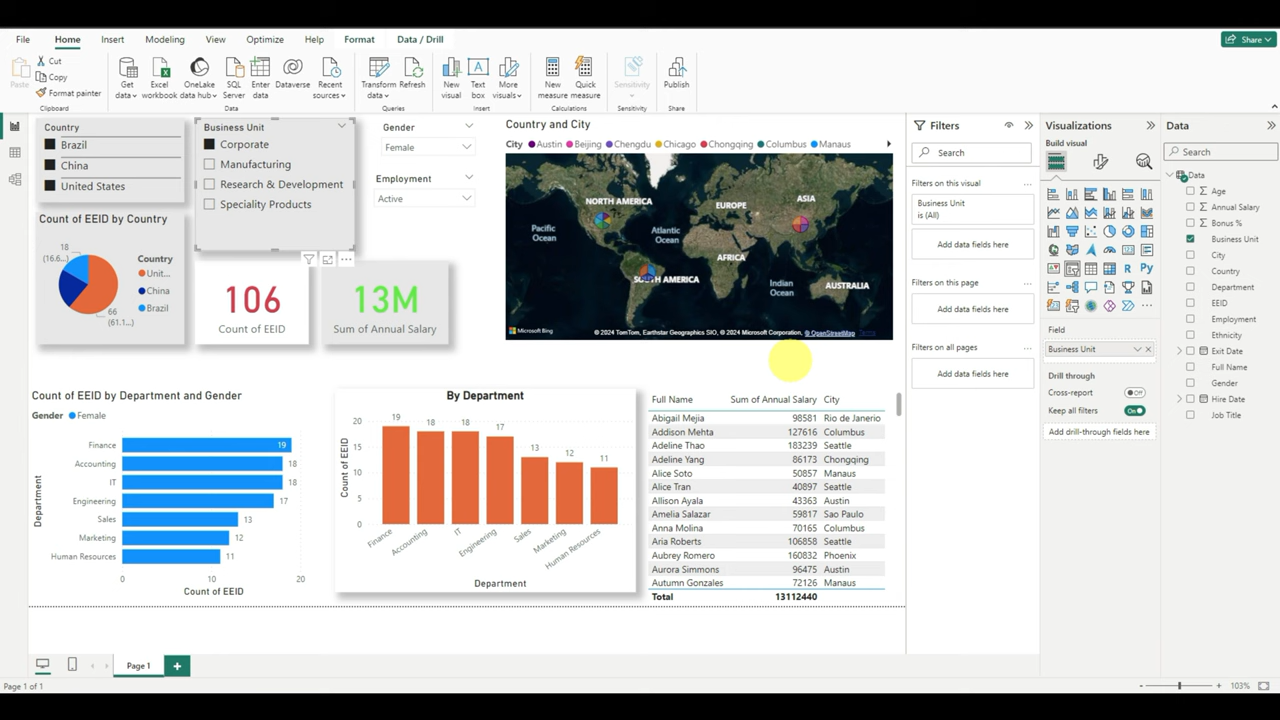 File Home Insert Modeling View Optimize Help Format Data / Drill Share
Paste Cut Copy Format painter
Get data Excel workbook OneLake data hub SQL Server Enter data Dataverse Recent sources Transform data Refresh New visual Text box More visuals New measure Quick measure Sensitivity Publish
Clipboard Data Queries Insert Calculations Sensitivity Share
Country
Brazil
China
United States
Business Unit
Corporate
Manufacturing
Research & Development
Speciality Products
Gender
Female
Employment
Active
Country and City
City Austin Beijing Chengdu Chicago Chongqing Columbus Manaus
NORTH AMERICA
EUROPE
ASIA
Pacific Ocean
Atlantic Ocean
AFRICA
SOUTH AMERICA
Indian Ocean
AUSTRALIA
Microsoft Bing
© 2024 TomTom, Earthstar Geographics SIO, © 2024 Microsoft Corporation, © OpenStreetMap Terms
Count of EEID by Country
18
(16.6...)
66
(61.1...)
Country
Unit...
China
Brazil
106
Count of EEID
13M
Sum of Annual Salary
Count of EEID by Department and Gender
Gender Female
Department
Finance 19
Accounting 18
IT 18
Engineering 17
Sales 13
Marketing 12
Human Resources 11
0 10 20
Count of EEID
By Department
Count of EEID
20
15
10
5
0
19 18 18 17 13 12 11
Finance Accounting IT Engineering Sales Marketing Human Resources
Department
Full Name Sum of Annual Salary City
Abigail Mejia 98581 Rio de Janerio
Addison Mehta 127616 Columbus
Adeline Thao 183239 Seattle
Adeline Yang 86173 Chongqing
Alice Soto 50857 Manaus
Alice Tran 40897 Seattle
Allison Ayala 43363 Austin
Amelia Salazar 59817 Sao Paulo
Anna Molina 70165 Columbus
Aria Roberts 106858 Seattle
Aubrey Romero 160832 Phoenix
Aurora Simmons 96475 Austin
Autumn Gonzales 72126 Manaus
Total 13112440
Filters
Search
Filters on this visual
Business Unit
is (All)
Add data fields here
Filters on this page
Add data fields here
Filters on all pages
Add data fields here
Visualizations
Build visual
R Py
Field
Business Unit
Drill through
Cross-report Off
Keep all filters On
Add drill-through fields here
Data
Search
Data
Age
Annual Salary
Bonus %
Business Unit
City
Country
Department
EEID
Employment
Ethnicity
Exit Date
Full Name
Gender
Hire Date
Job Title
Page 1
Page 1 of 1
103%